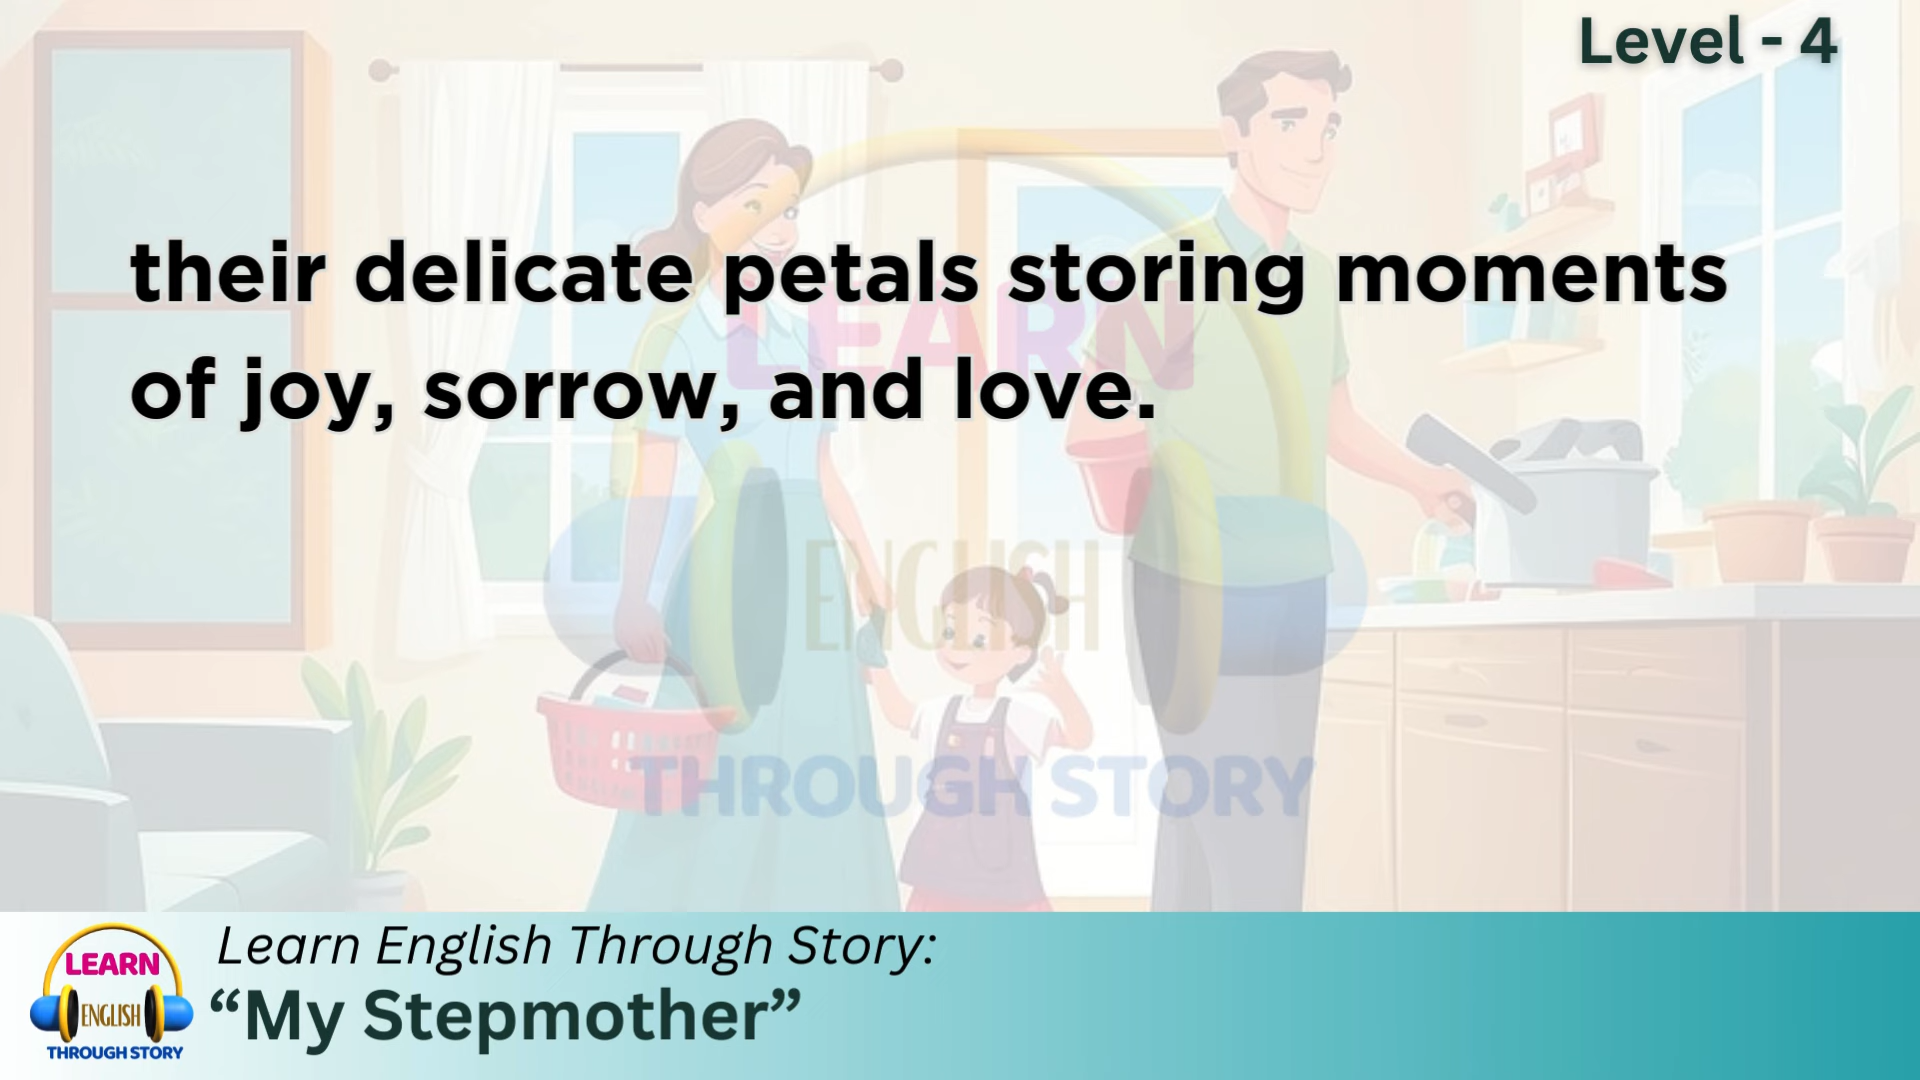 Level - 4
their delicate petals storing moments
of joy, sorrow, and love.
LEARN
ENGLISH
THROUGH STORY
Learn English Through Story:
“My Stepmother”
LEARN
ENGLISH
THROUGH STORY